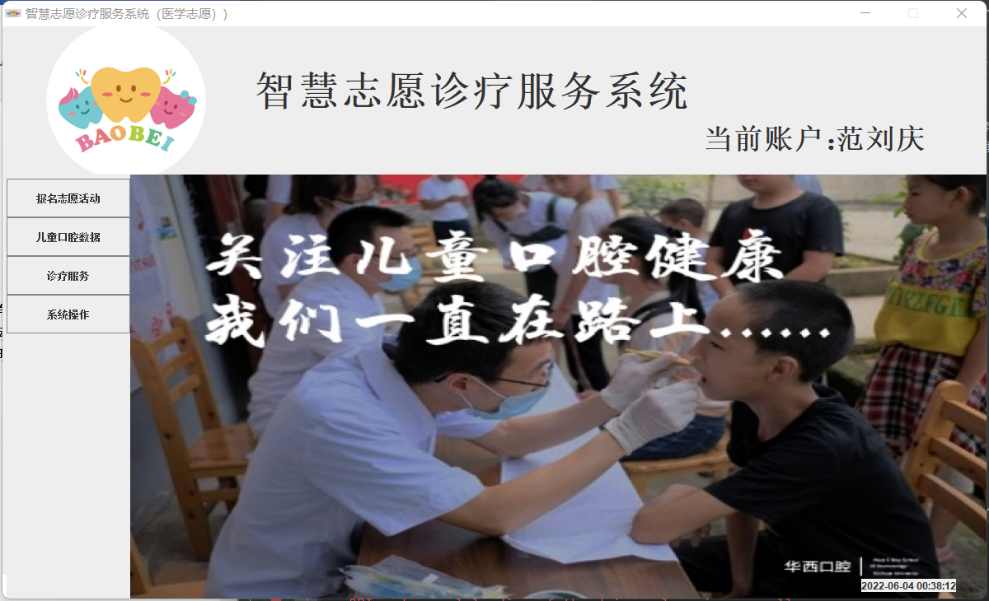 智慧志愿诊疗服务系统（医学志愿））
BAOBEI
智慧志愿诊疗服务系统
当前账户:范刘庆
报名志愿活动
儿童口腔数据
诊疗服务
系统操作
关注儿童口腔健康
我们一直在路上......
华西口腔
2022-06-04 00:38:12